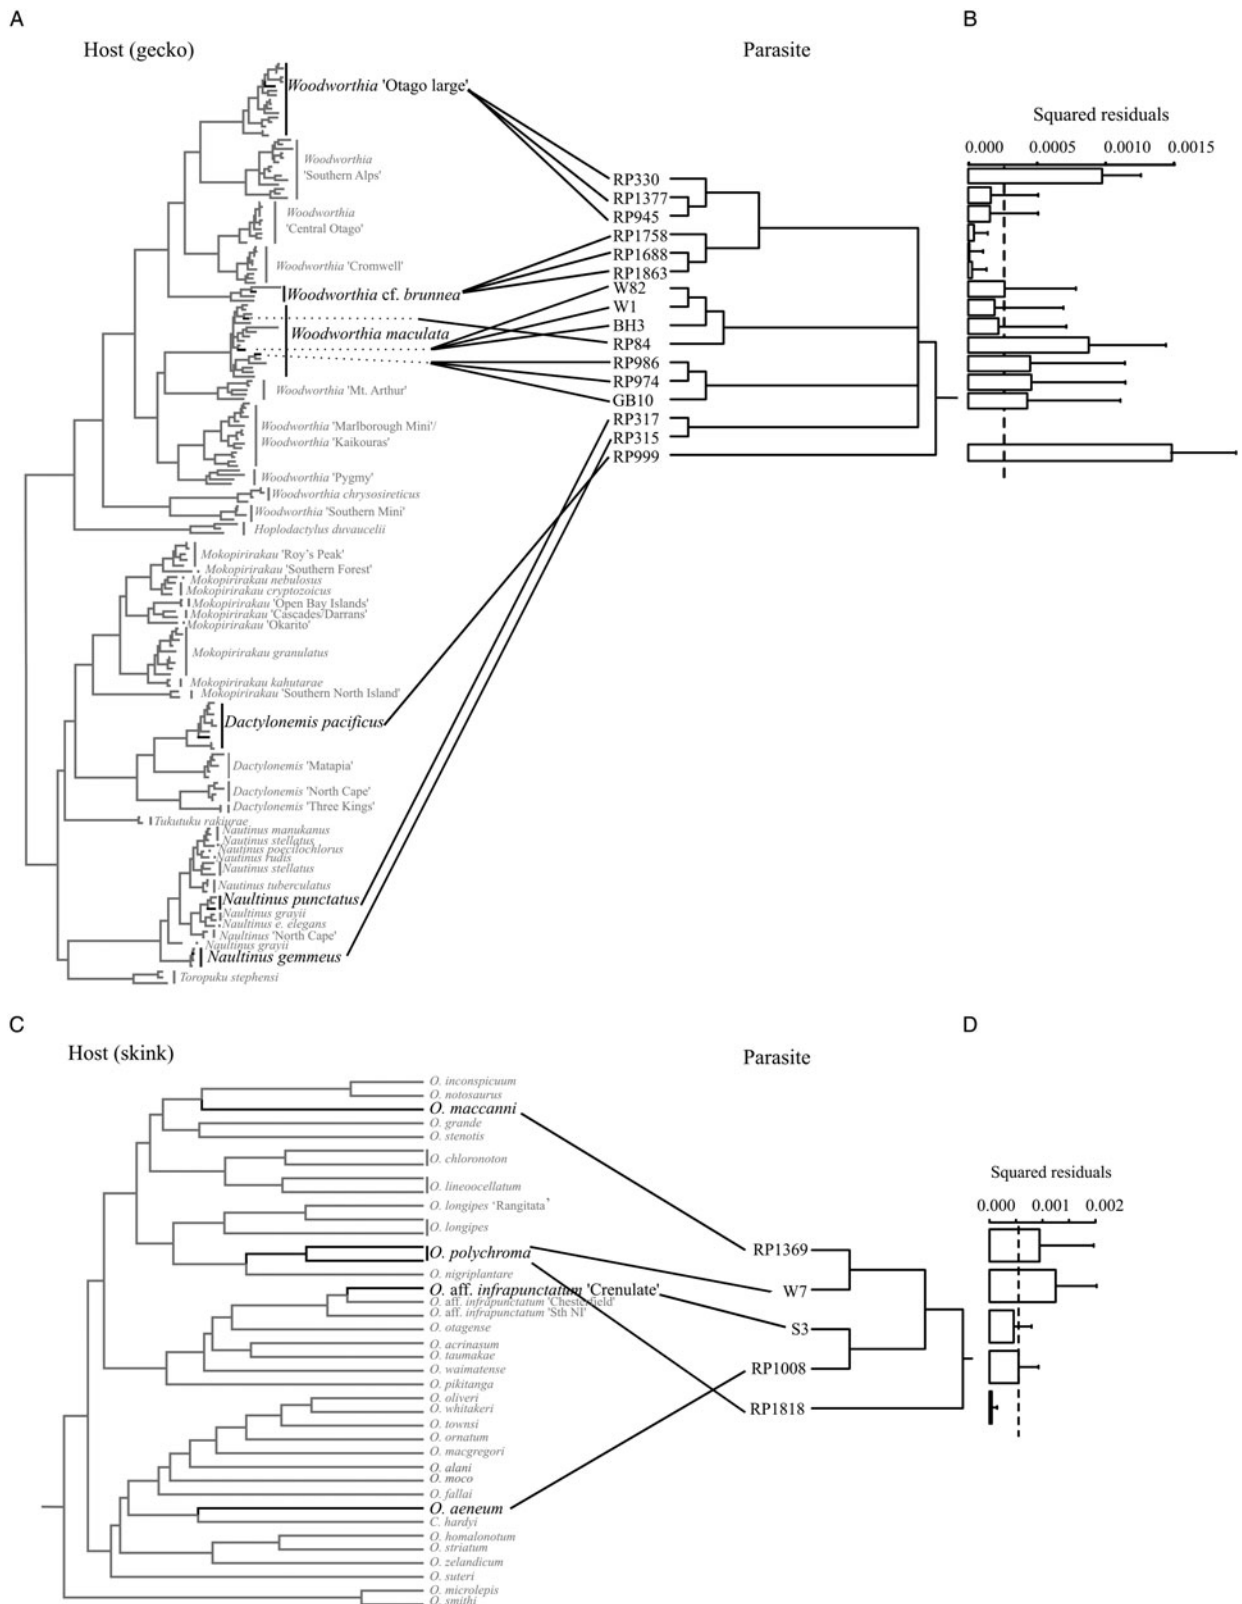 A
B
Host (gecko)
Parasite
Squared residuals
0.0000 0.0005 0.0010 0.0015
Woodworthia 'Otago large'
Woodworthia
'Southern Alps'
Woodworthia
'Central Otago'
Woodworthia 'Cromwell'
Woodworthia cf. brunnea
Woodworthia maculata
Woodworthia 'Mt. Arthur'
Woodworthia 'Marlborough Mini'/
Woodworthia 'Kaikouras'
Woodworthia 'Pygmy'
Woodworthia chrysosireticus
Woodworthia 'Southern Mini'
Hoplodactylus duvaucelii
Mokopirirakau 'Roy's Peak'
Mokopirirakau 'Southern Forest'
Mokopirirakau nebulosus
Mokopirirakau cryptozoicus
Mokopirirakau 'Open Bay Islands'
Mokopirirakau 'Cascades/Darrans'
Mokopirirakau 'Okarito'
Mokopirirakau granulatus
Mokopirirakau kahutarae
Mokopirirakau 'Southern North Island'
Dactylonemis pacificus
Dactylonemis 'Matapia'
Dactylonemis 'North Cape'
Dactylonemis 'Three Kings'
Tukutuku rakiurae
Nautinus manukanus
Nautinus stellatus
Nautinus poecilochlorus
Nautinus rudis
Nautinus stellatus
Nautinus tuberculatus
Naultinus punctatus
Naultinus grayii
Naultinus e. elegans
Naultinus 'North Cape'
Naultinus grayii
Naultinus gemmeus
Toropuku stephensi
RP330
RP1377
RP945
RP1758
RP1688
RP1863
W82
W1
BH3
RP84
RP986
RP974
GB10
RP317
RP315
RP999
C
D
Host (skink)
Parasite
Squared residuals
0.000 0.001 0.002
O. inconspicuum
O. notosaurus
O. maccanni
O. grande
O. stenotis
O. chloronoton
O. lineoocellatum
O. longipes 'Rangitata'
O. longipes
O. polychroma
O. nigriplantare
O. aff. infrapunctatum 'Crenulate'
O. aff. infrapunctatum 'Chesterfield'
O. aff. infrapunctatum 'Sth NI'
O. otagense
O. acrinasum
O. taumakae
O. waimatense
O. pikitanga
O. oliveri
O. whitakeri
O. townsi
O. ornatum
O. macgregori
O. alani
O. moco
O. fallai
O. aeneum
C. hardyi
O. homalonotum
O. striatum
O. zelandicum
O. suteri
O. microlepis
O. smithi
RP1369
W7
S3
RP1008
RP1818